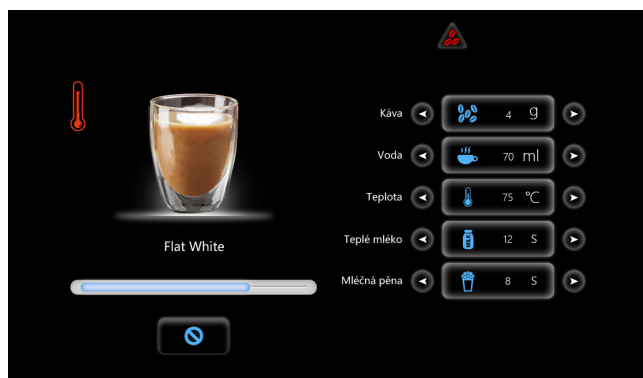 Káva 4 g
Voda 70 ml
Teplota 75 °C
Teplé mléko 12 S
Mléčná pěna 8 S
Flat White